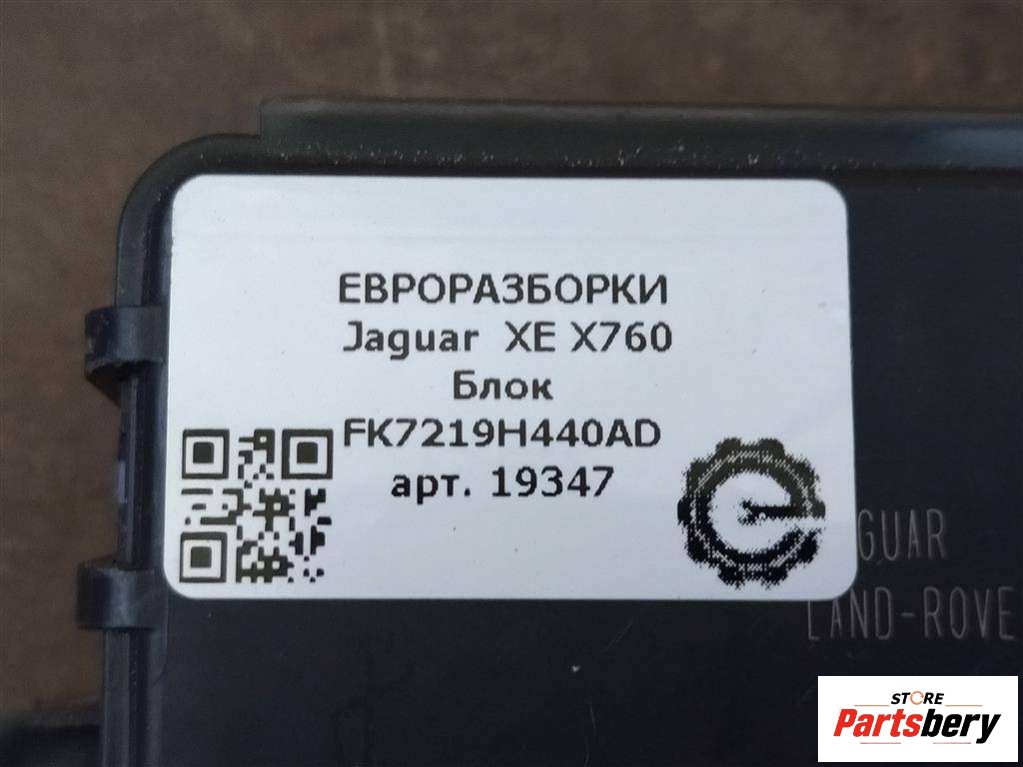 ЕВРОРАЗБОРКИ
Jaguar XE X760
Блок
FK7219H440AD
арт. 19347
GUAR
LAND-ROVE
STORE
Partsbery